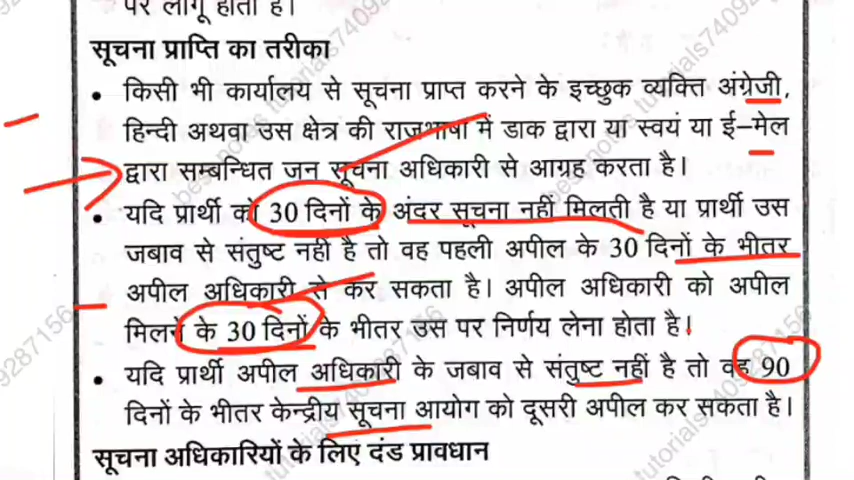 पर लागू होता है।
सूचना प्राप्ति का तरीका
• किसी भी कार्यालय से सूचना प्राप्त करने के इच्छुक व्यक्ति अंग्रेजी,
हिन्दी अथवा उस क्षेत्र की राजभाषा में डाक द्वारा या स्वयं या ई–मेल
द्वारा सम्बन्धित जन सूचना अधिकारी से आग्रह करता है।
• यदि प्रार्थी को 30 दिनों के अंदर सूचना नहीं मिलती है या प्रार्थी उस
जबाव से संतुष्ट नही है तो वह पहली अपील के 30 दिनों के भीतर
अपील अधिकारी से कर सकता है। अपील अधिकारी को अपील
मिलने के 30 दिनों के भीतर उस पर निर्णय लेना होता है।
• यदि प्रार्थी अपील अधिकारी के जबाव से संतुष्ट नहीं है तो वह 90
दिनों के भीतर केन्द्रीय सूचना आयोग को दूसरी अपील कर सकता है।
सूचना अधिकारियों के लिए दंड प्रावधान